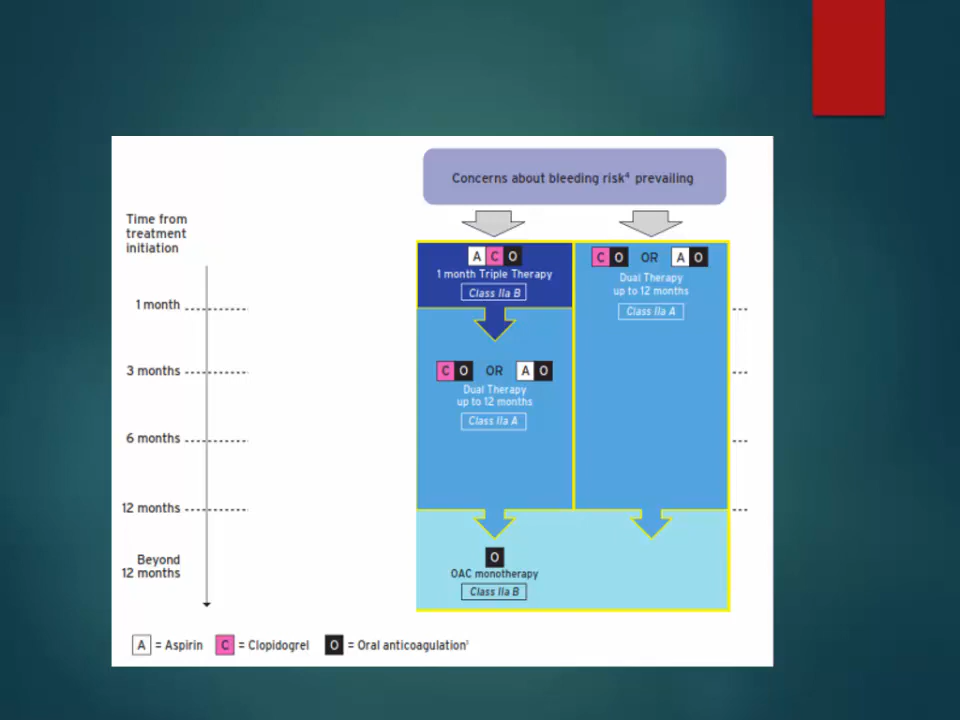 Concerns about bleeding risk⁴ prevailing
Time from
treatment
initiation
A C O
1 month Triple Therapy
Class IIa B
C O OR A O
Dual Therapy
up to 12 months
Class IIa A
1 month
3 months
C O OR A O
Dual Therapy
up to 12 months
Class IIa A
6 months
12 months
Beyond
12 months
O
OAC monotherapy
Class IIa B
A = Aspirin C = Clopidogrel O = Oral anticoagulation